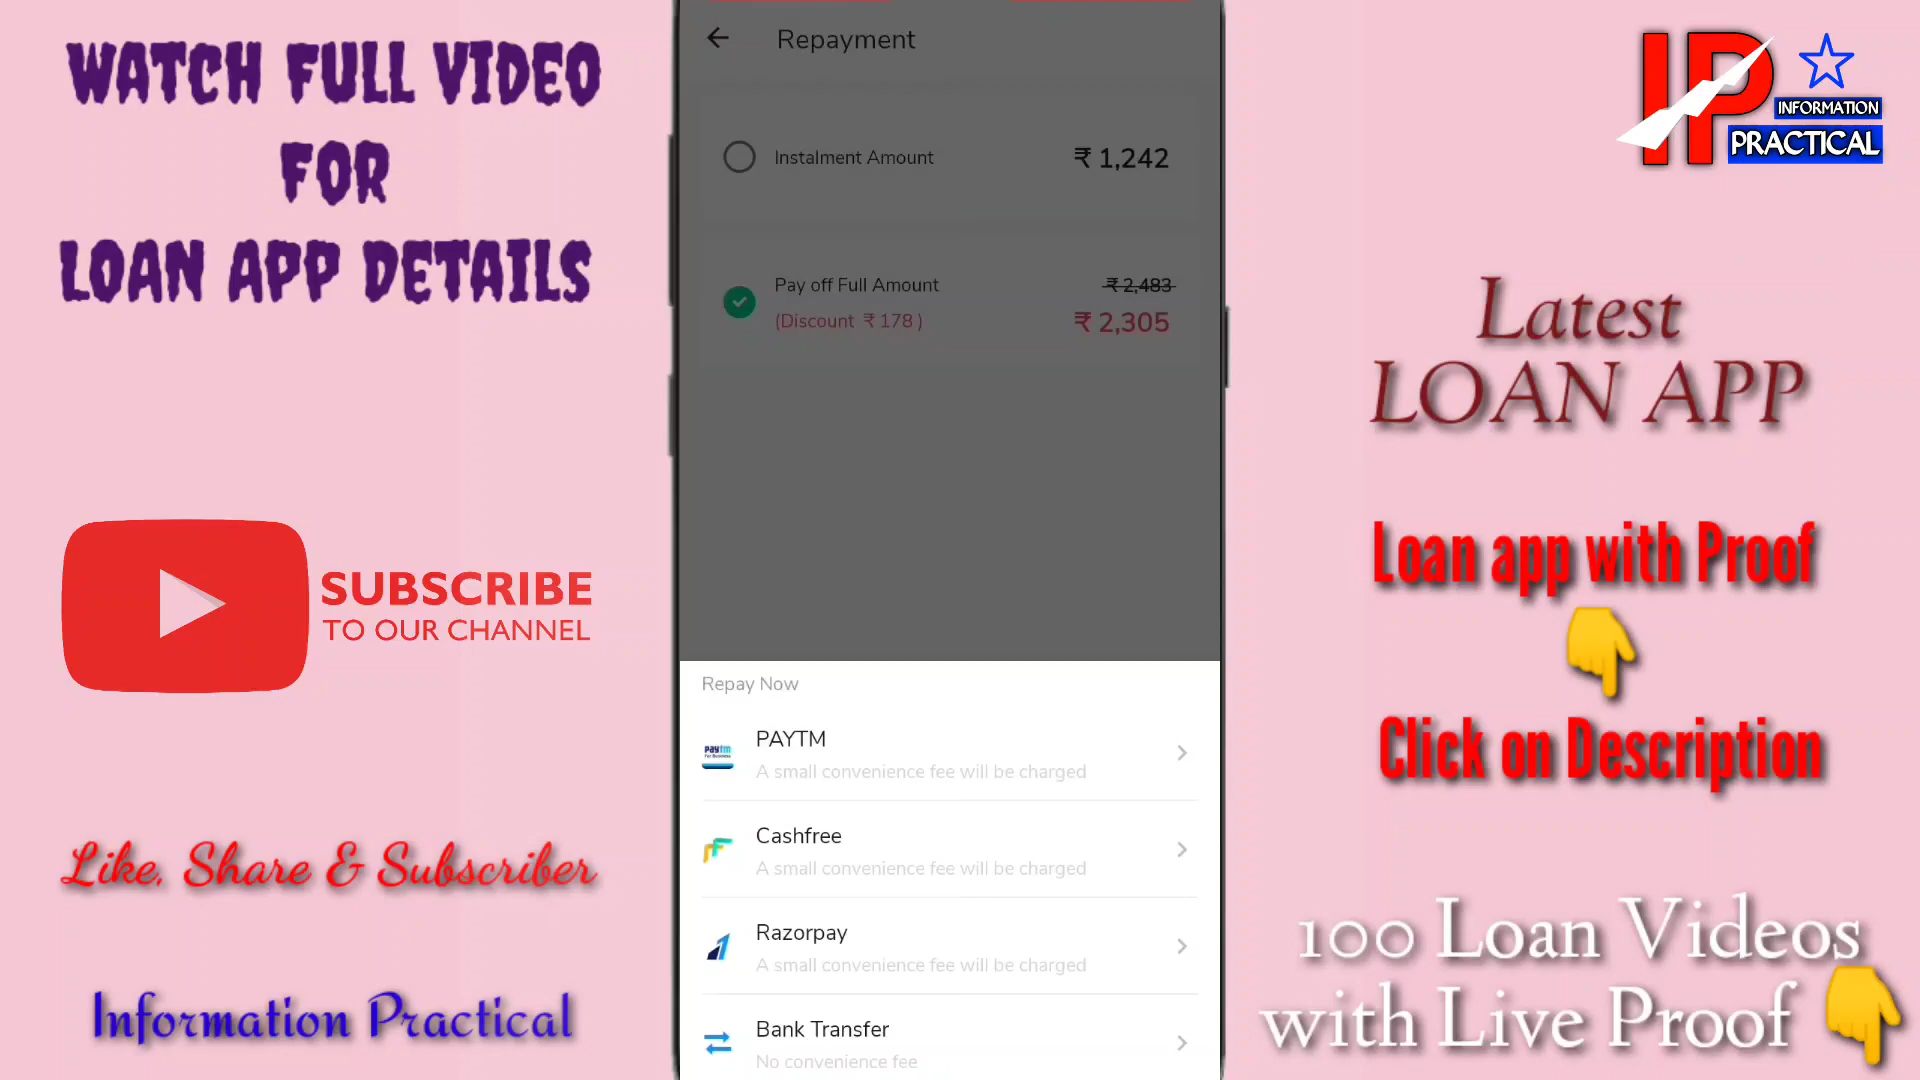 WATCH FULL VIDEO
FOR
LOAN APP DETAILS
SUBSCRIBE
TO OUR CHANNEL
Like, Share & Subscriber
Information Practical
Repayment
Instalment Amount ₹ 1,242
Pay off Full Amount ₹ 2,483
(Discount ₹ 178 ) ₹ 2,305
Repay Now
paytm
For Business
PAYTM
A small convenience fee will be charged
Cashfree
A small convenience fee will be charged
Razorpay
A small convenience fee will be charged
Bank Transfer
No convenience fee
IP
INFORMATION
PRACTICAL
Latest
LOAN APP
Loan app with Proof
Click on Description
100 Loan Videos
with Live Proof